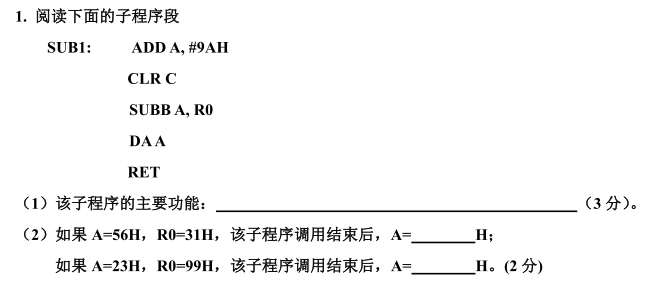 1. 阅读下面的子程序段
SUB1: ADD A, #9AH
CLR C
SUBB A, R0
DA A
RET
（1）该子程序的主要功能：____________________（3 分）。
（2）如果 A=56H，R0=31H，该子程序调用结束后，A=________H；
如果 A=23H，R0=99H，该子程序调用结束后，A=________H。(2 分)